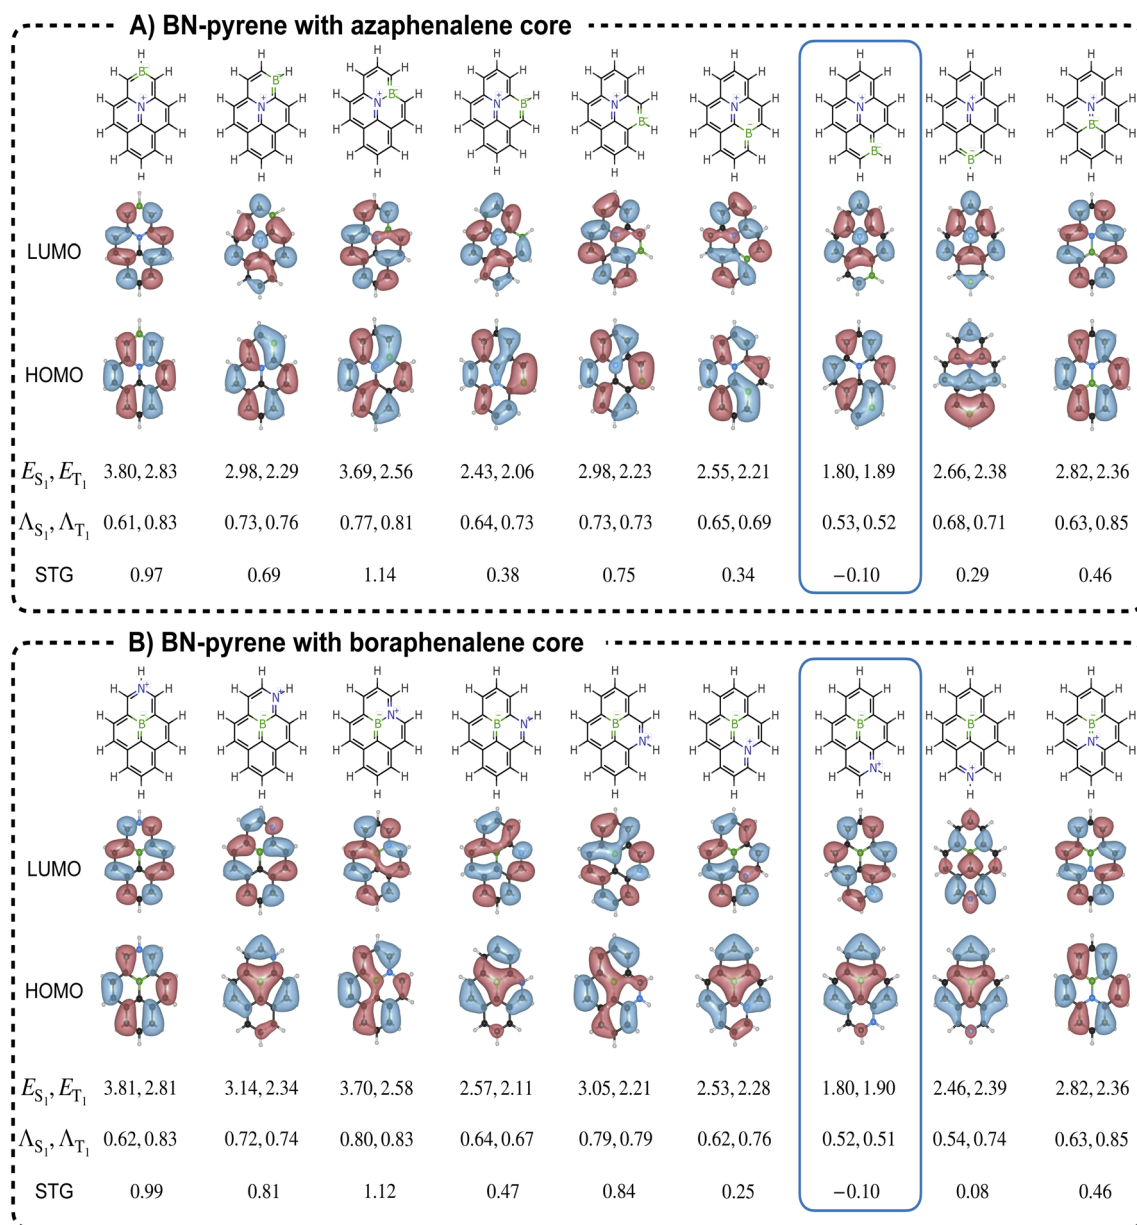 A) BN-pyrene with azaphenalene core
LUMO
HOMO
E_S1, E_T1 3.80, 2.83 2.98, 2.29 3.69, 2.56 2.43, 2.06 2.98, 2.23 2.55, 2.21 1.80, 1.89 2.66, 2.38 2.82, 2.36
Λ_S1, Λ_T1 0.61, 0.83 0.73, 0.76 0.77, 0.81 0.64, 0.73 0.73, 0.73 0.65, 0.69 0.53, 0.52 0.68, 0.71 0.63, 0.85
STG 0.97 0.69 1.14 0.38 0.75 0.34 −0.10 0.29 0.46
B) BN-pyrene with boraphenalene core
LUMO
HOMO
E_S1, E_T1 3.81, 2.81 3.14, 2.34 3.70, 2.58 2.57, 2.11 3.05, 2.21 2.53, 2.28 1.80, 1.90 2.46, 2.39 2.82, 2.36
Λ_S1, Λ_T1 0.62, 0.83 0.72, 0.74 0.80, 0.83 0.64, 0.67 0.79, 0.79 0.62, 0.76 0.52, 0.51 0.54, 0.74 0.63, 0.85
STG 0.99 0.81 1.12 0.47 0.84 0.25 −0.10 0.08 0.46